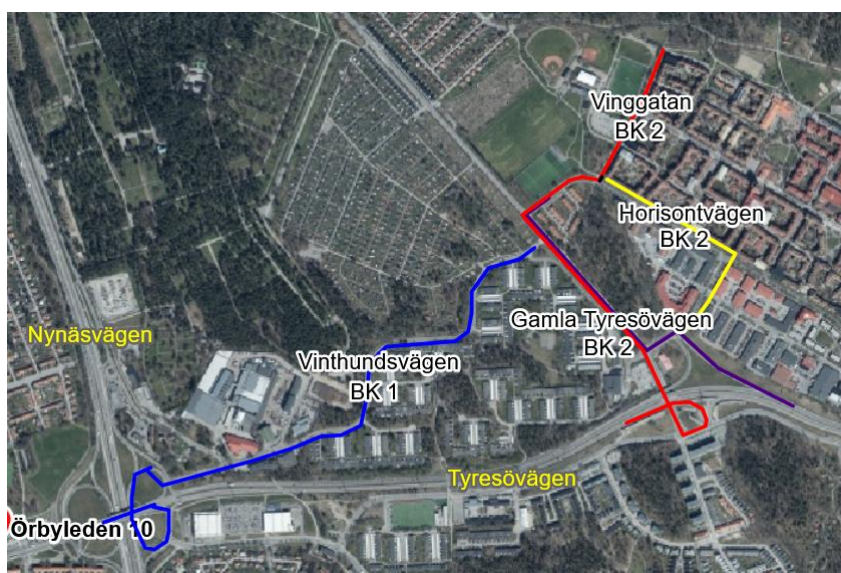 Vinggatan
BK 2
Horisontvägen
BK 2
Gamla Tyresövägen
BK 2
Nynäsvägen
Vinthundsvägen
BK 1
Tyresövägen
Örbyleden 10